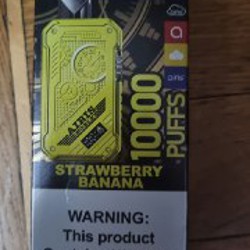 10000
PUFFS
STRAWBERRY
BANANA
WARNING:
This product